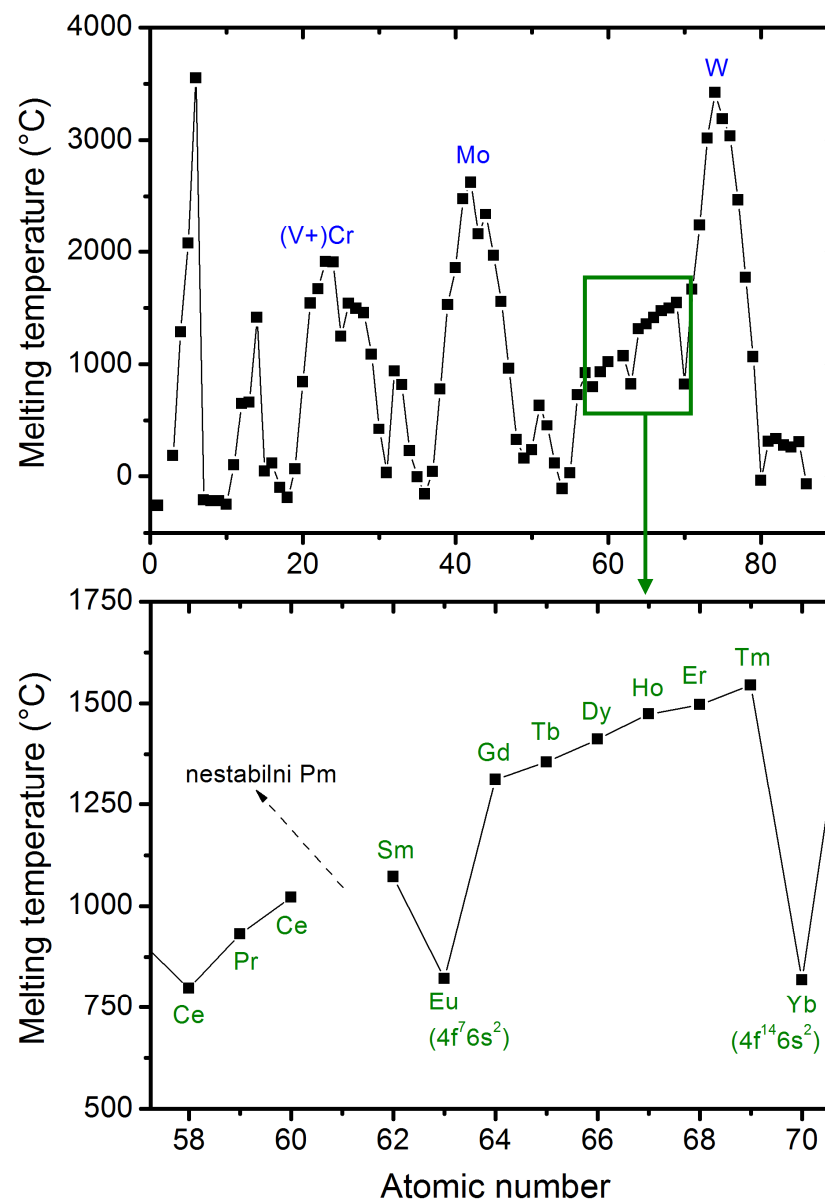 4000
3000
2000
1000
0
Melting temperature (°C)
(V+)Cr
Mo
W
0 20 40 60 80
1750
1500
1250
1000
750
500
Melting temperature (°C)
nestabilni Pm
Ce
Pr
Ce
Sm
Eu
(4f⁷6s²)
Gd
Tb
Dy
Ho
Er
Tm
Yb
(4f¹⁴6s²)
58 60 62 64 66 68 70
Atomic number